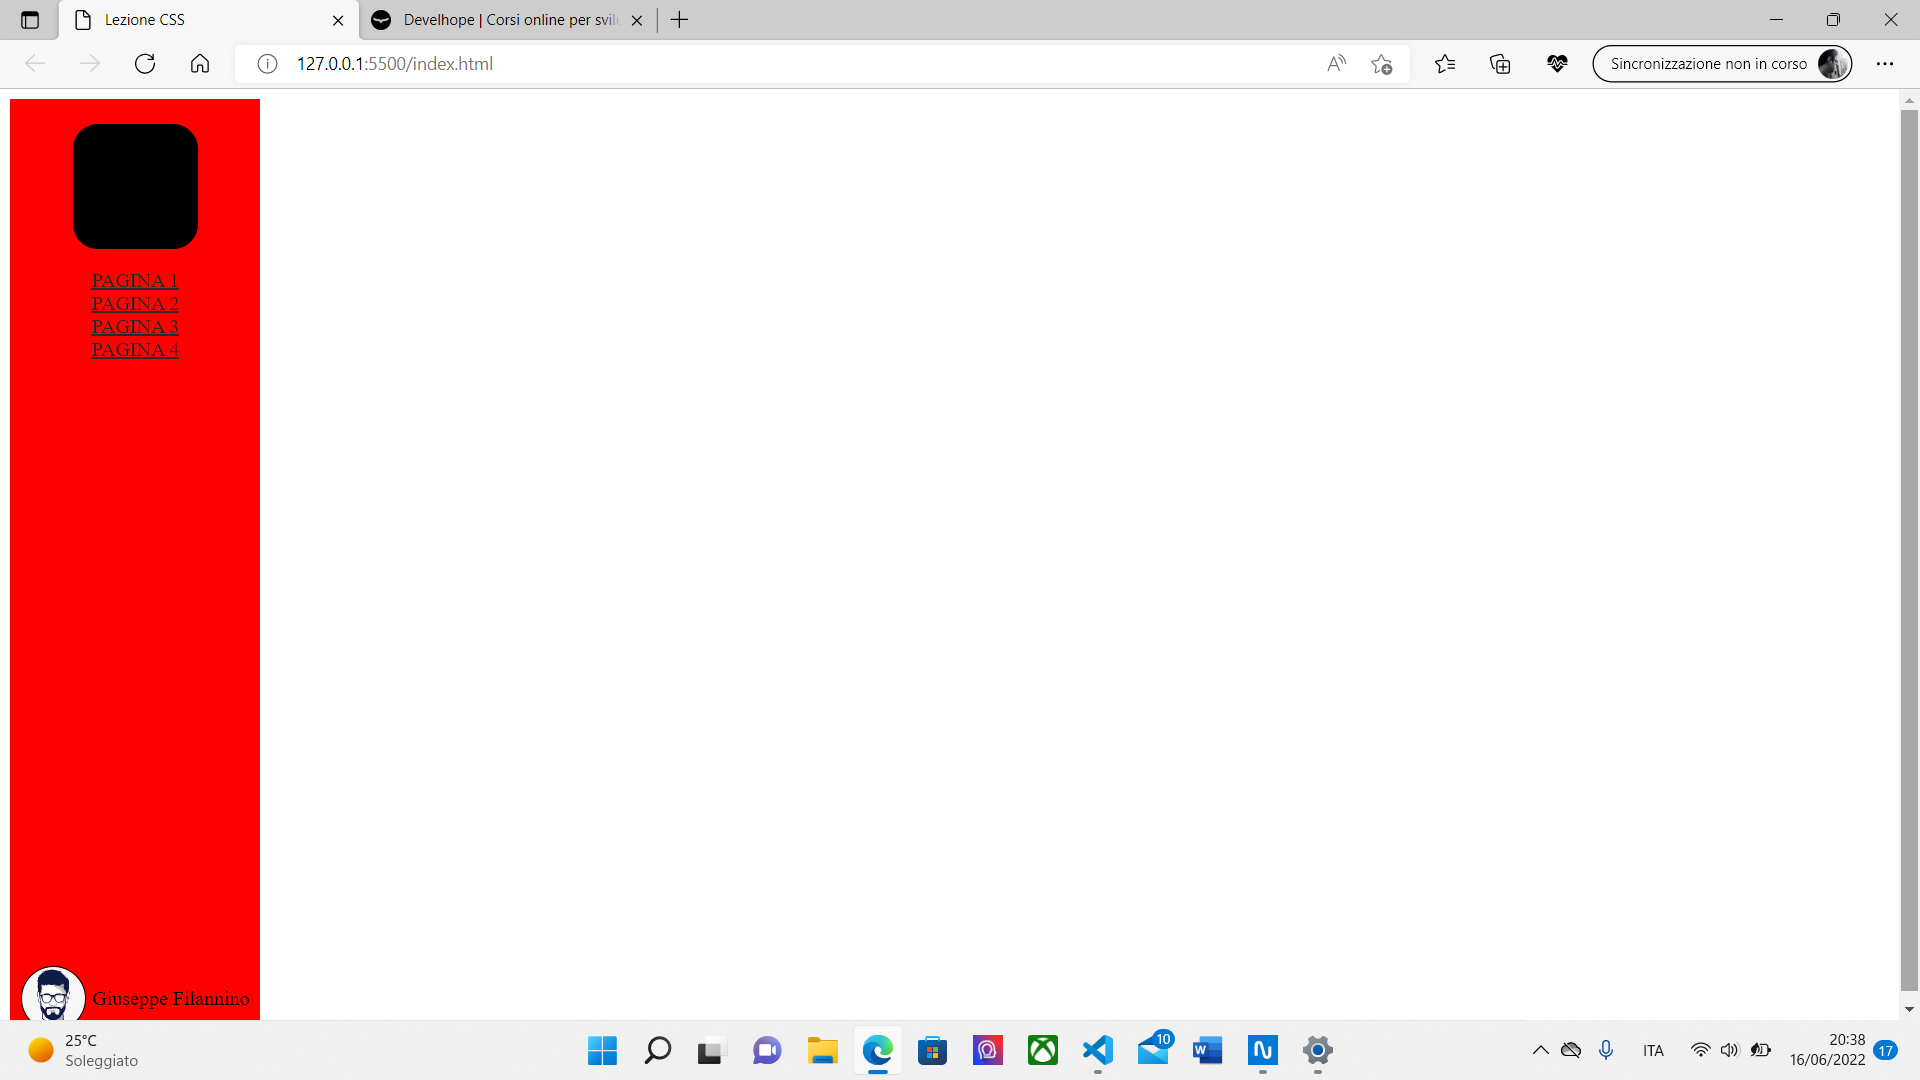 Lezione CSS
Develhope | Corsi online per svilu
127.0.0.1:5500/index.html
A
Sincronizzazione non in corso
PAGINA 1
PAGINA 2
PAGINA 3
PAGINA 4
Giuseppe Filannino
25°C
Soleggiato
10
W
ITA
20:38
16/06/2022
17